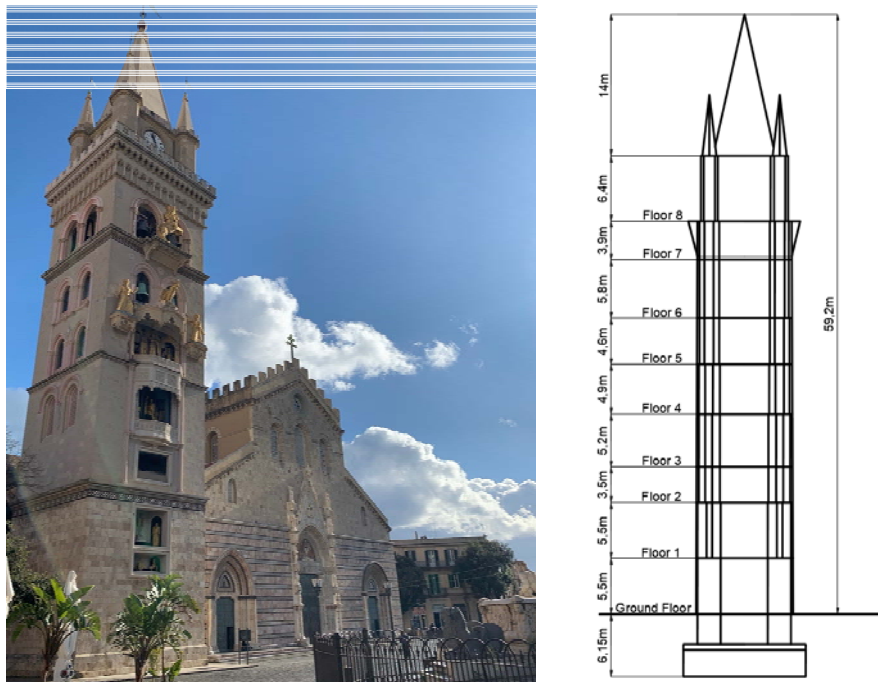 14m
6,4m
Floor 8
3,9m
Floor 7
5,8m
Floor 6
59,2m
4,6m
Floor 5
4,9m
Floor 4
5,2m
Floor 3
3,5m
Floor 2
5,5m
Floor 1
5,5m
Ground Floor
6,15m